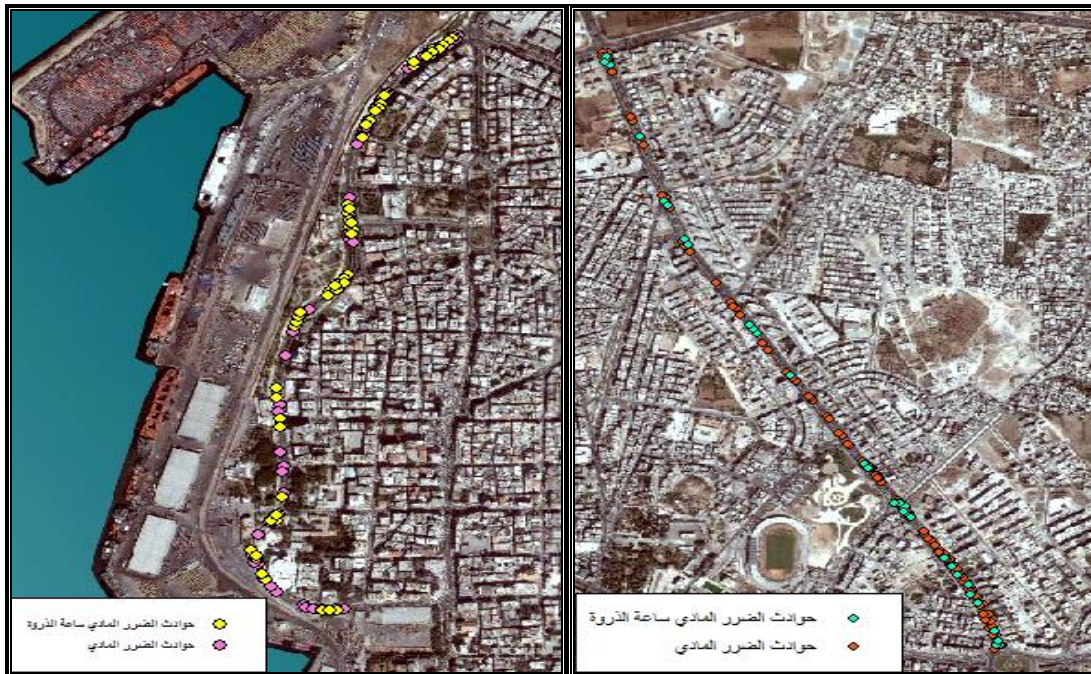 حوادث الضرر المادي ساعة الذروة
حوادث الضرر المادي
حوادث الضرر المادي ساعة الذروة
حوادث الضرر المادي